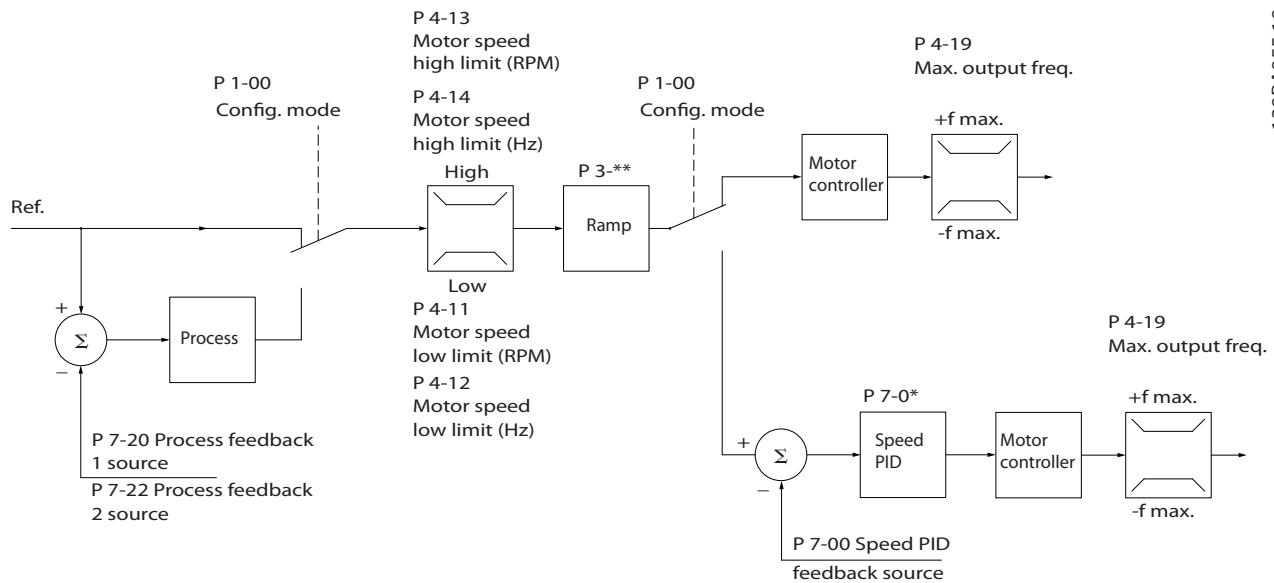 P 4-13
Motor speed
high limit (RPM)
P 4-14
Motor speed
high limit (Hz)
High
P 1-00
Config. mode
P 3-**
Ramp
P 1-00
Config. mode
P 4-19
Max. output freq.
+f max.
Motor
controller
-f max.
Ref.
+
Σ
−
Process
Low
P 4-11
Motor speed
low limit (RPM)
P 4-12
Motor speed
low limit (Hz)
P 7-20 Process feedback
1 source
P 7-22 Process feedback
2 source
P 4-19
Max. output freq.
P 7-0*
+
Σ
−
Speed
PID
Motor
controller
+f max.
-f max.
P 7-00 Speed PID
feedback source